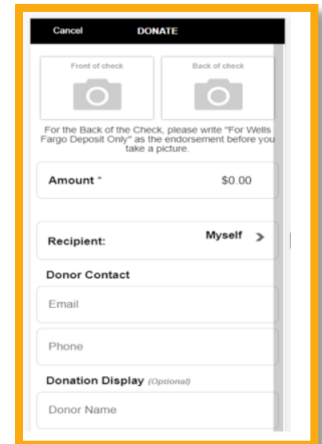 Cancel DONATE
Front of check Back of check
For the Back of the Check, please write "For Wells
Fargo Deposit Only" as the endorsement before you
take a picture.
Amount * $0.00
Recipient: Myself >
Donor Contact
Email
Phone
Donation Display (Optional)
Donor Name